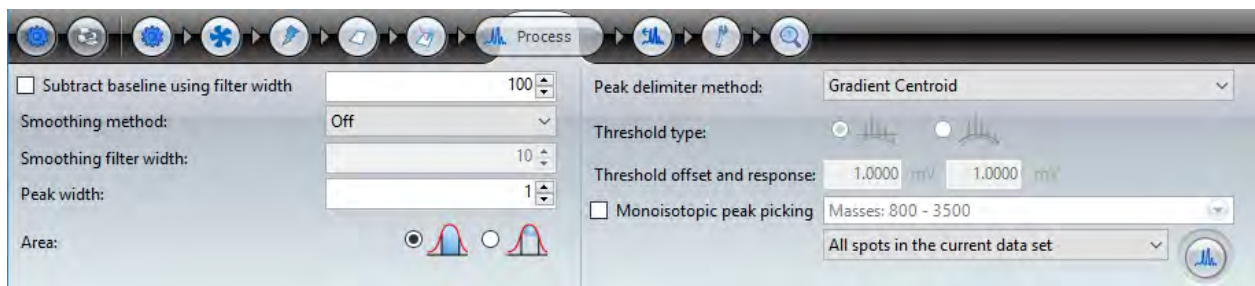 Process
Subtract baseline using filter width 100
Smoothing method: Off
Smoothing filter width: 10
Peak width: 1
Area:
Peak delimiter method: Gradient Centroid
Threshold type:
Threshold offset and response: 1.0000 mV 1.0000 mV
Monoisotopic peak picking Masses: 800 - 3500
All spots in the current data set